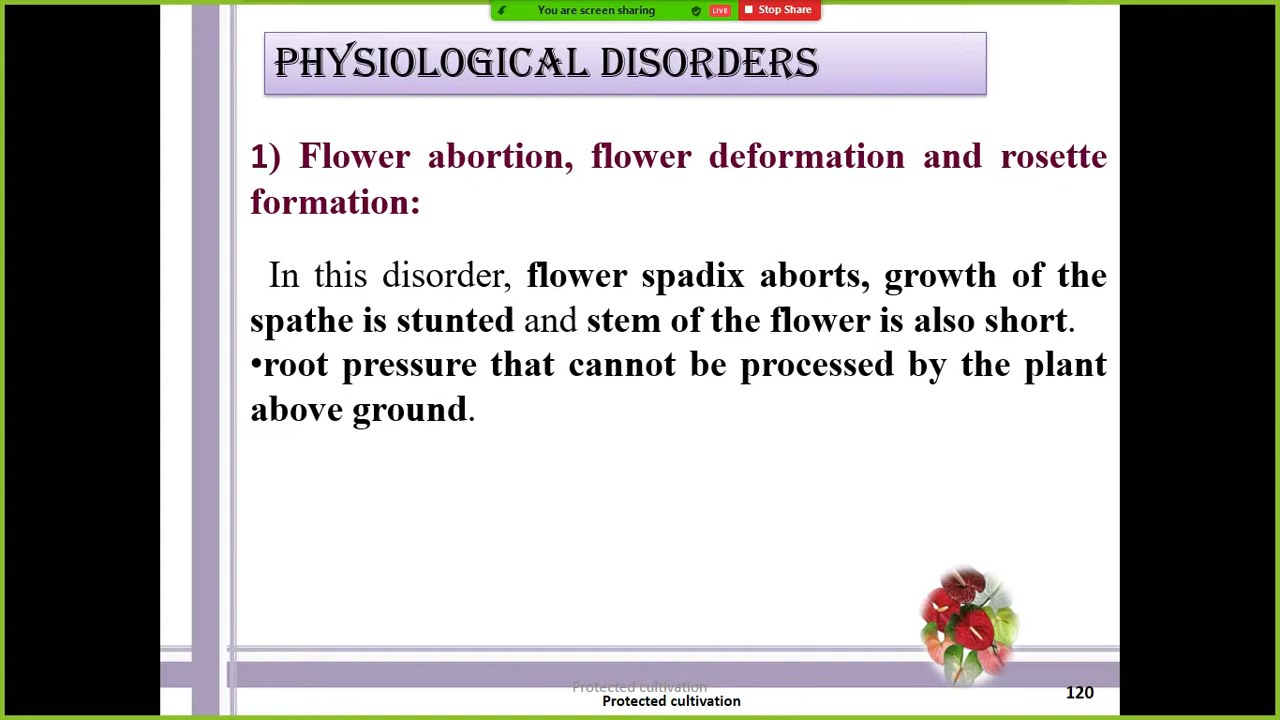 You are screen sharing LIVE Stop Share
PHYSIOLOGICAL DISORDERS
1) Flower abortion, flower deformation and rosette
formation:
In this disorder, flower spadix aborts, growth of the
spathe is stunted and stem of the flower is also short.
•root pressure that cannot be processed by the plant
above ground.
Protected cultivation
Protected cultivation
120